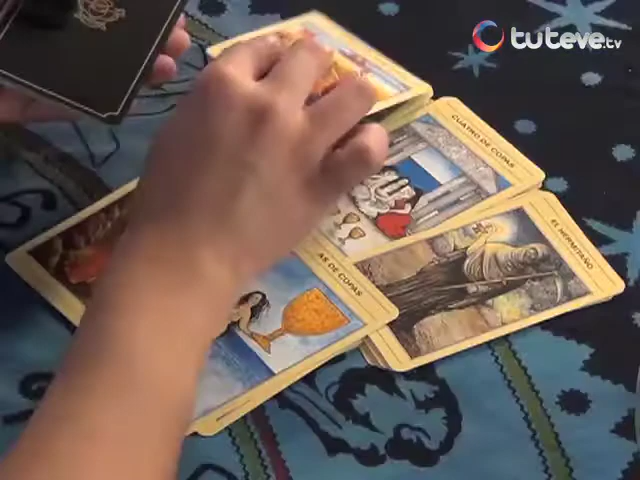 tuteve.tv
CUATRO DE COPAS
EL HERMITAÑO
AS DE COPAS